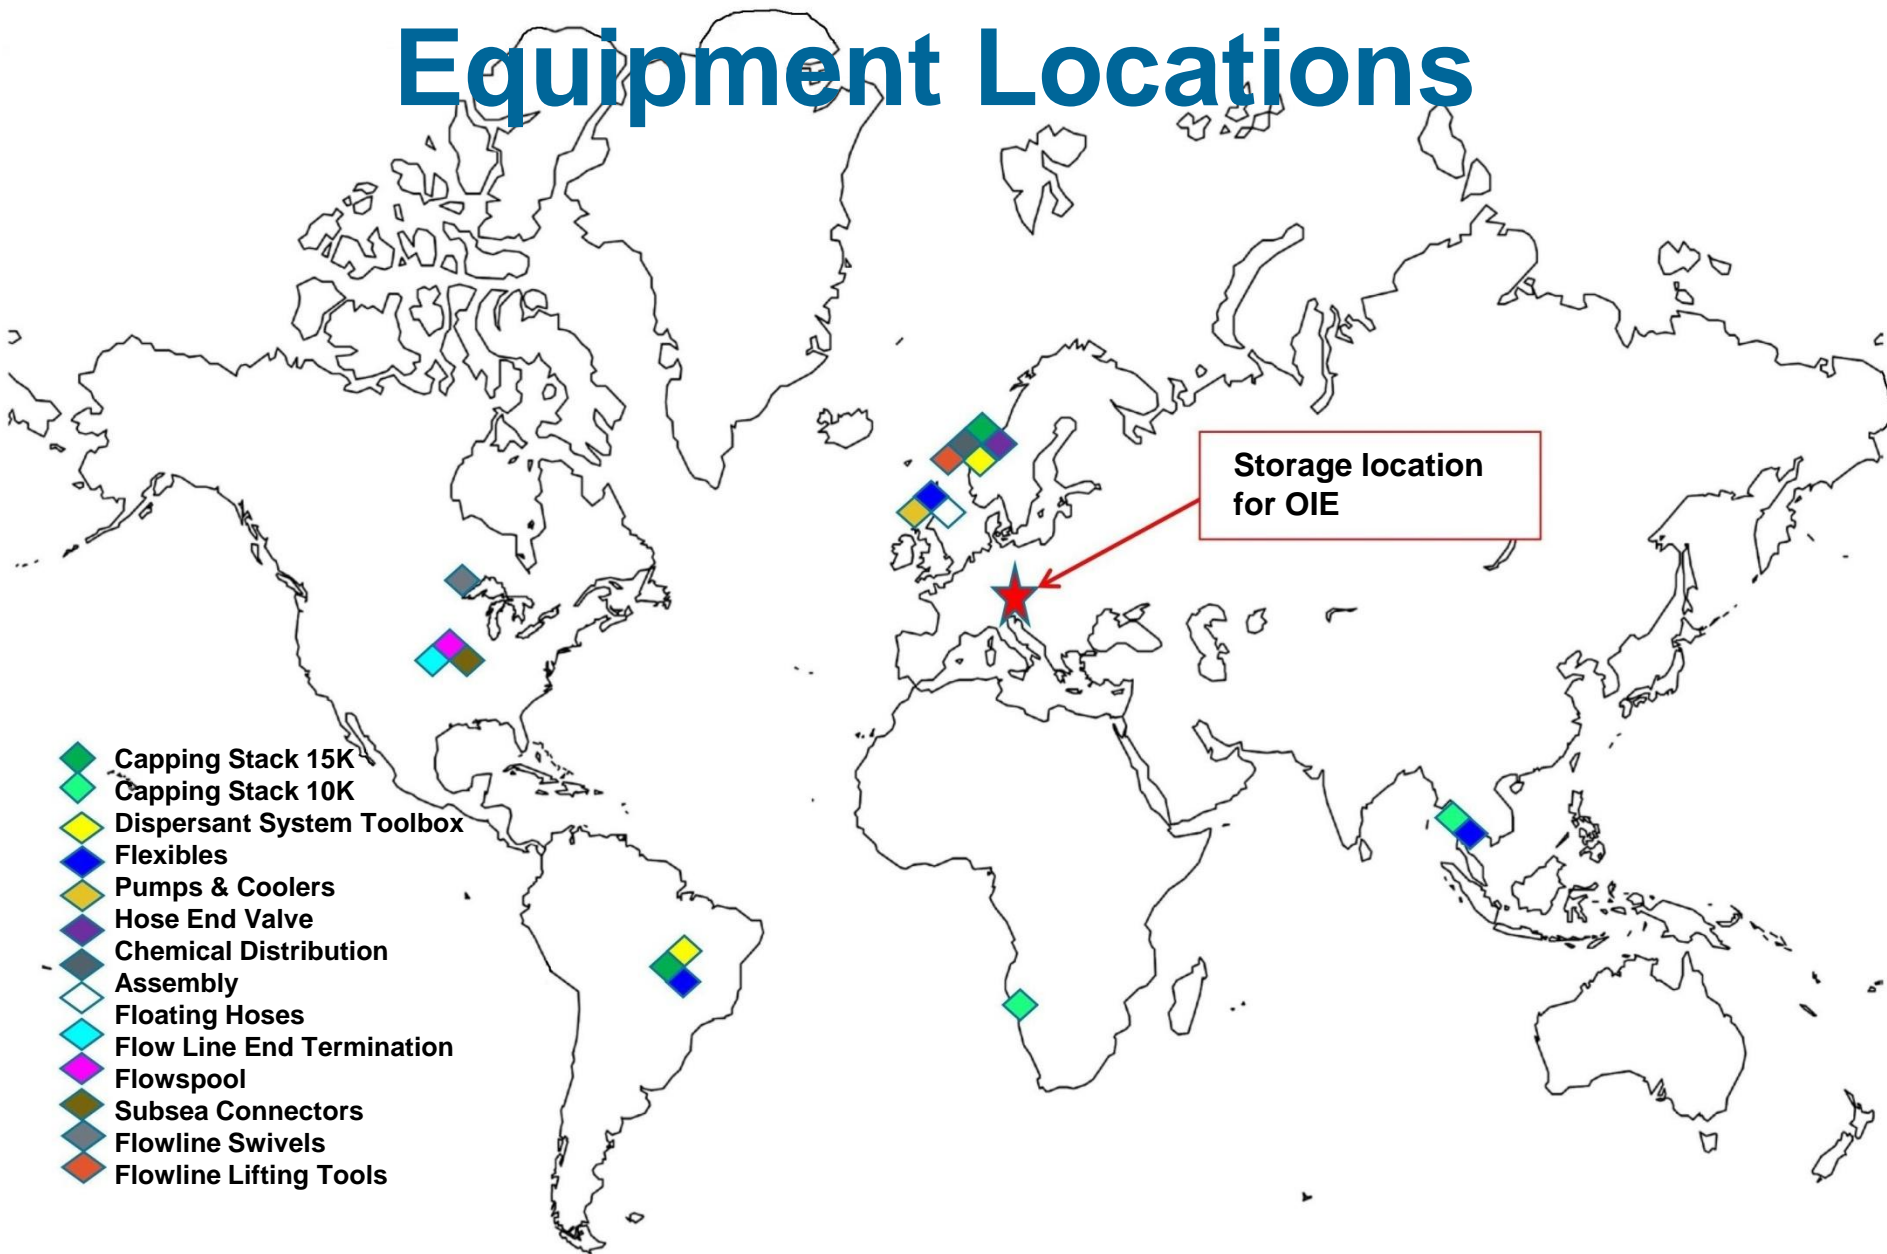 Equipment Locations
Storage location
for OIE
Capping Stack 15K
Capping Stack 10K
Dispersant System Toolbox
Flexibles
Pumps & Coolers
Hose End Valve
Chemical Distribution
Assembly
Floating Hoses
Flow Line End Termination
Flowspool
Subsea Connectors
Flowline Swivels
Flowline Lifting Tools